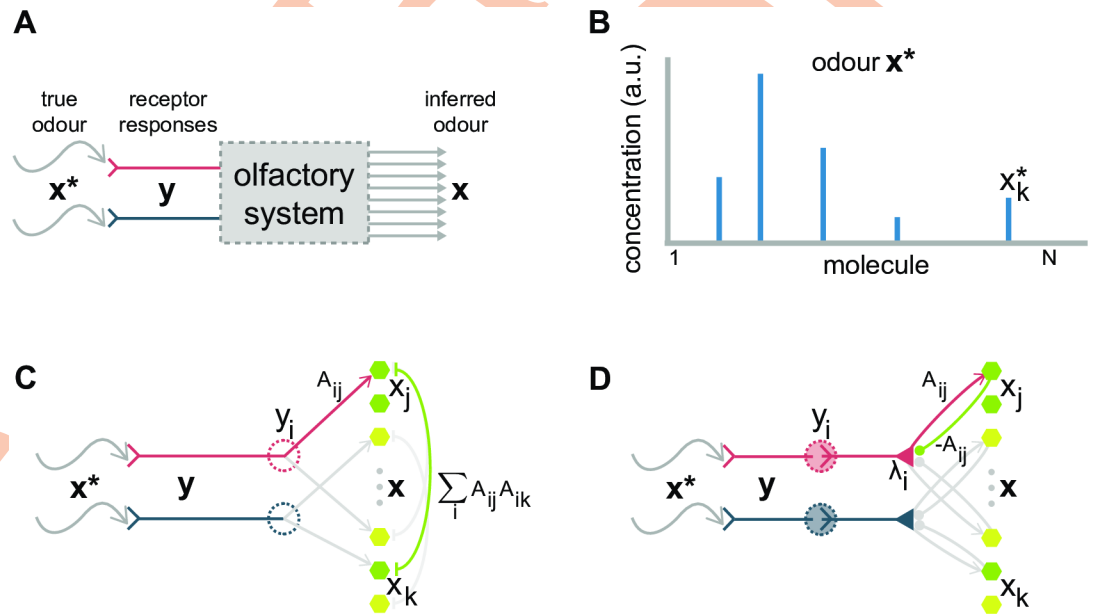 A
true
odour
receptor
responses
inferred
odour
x*
y
olfactory
system
x
B
concentration (a.u.)
odour x*
x*k
1
molecule
N
C
Aij
xj
yi
x*
y
x
∑i AijAik
xk
D
Aij
xj
yi
-Aij
λi
x*
y
x
xk